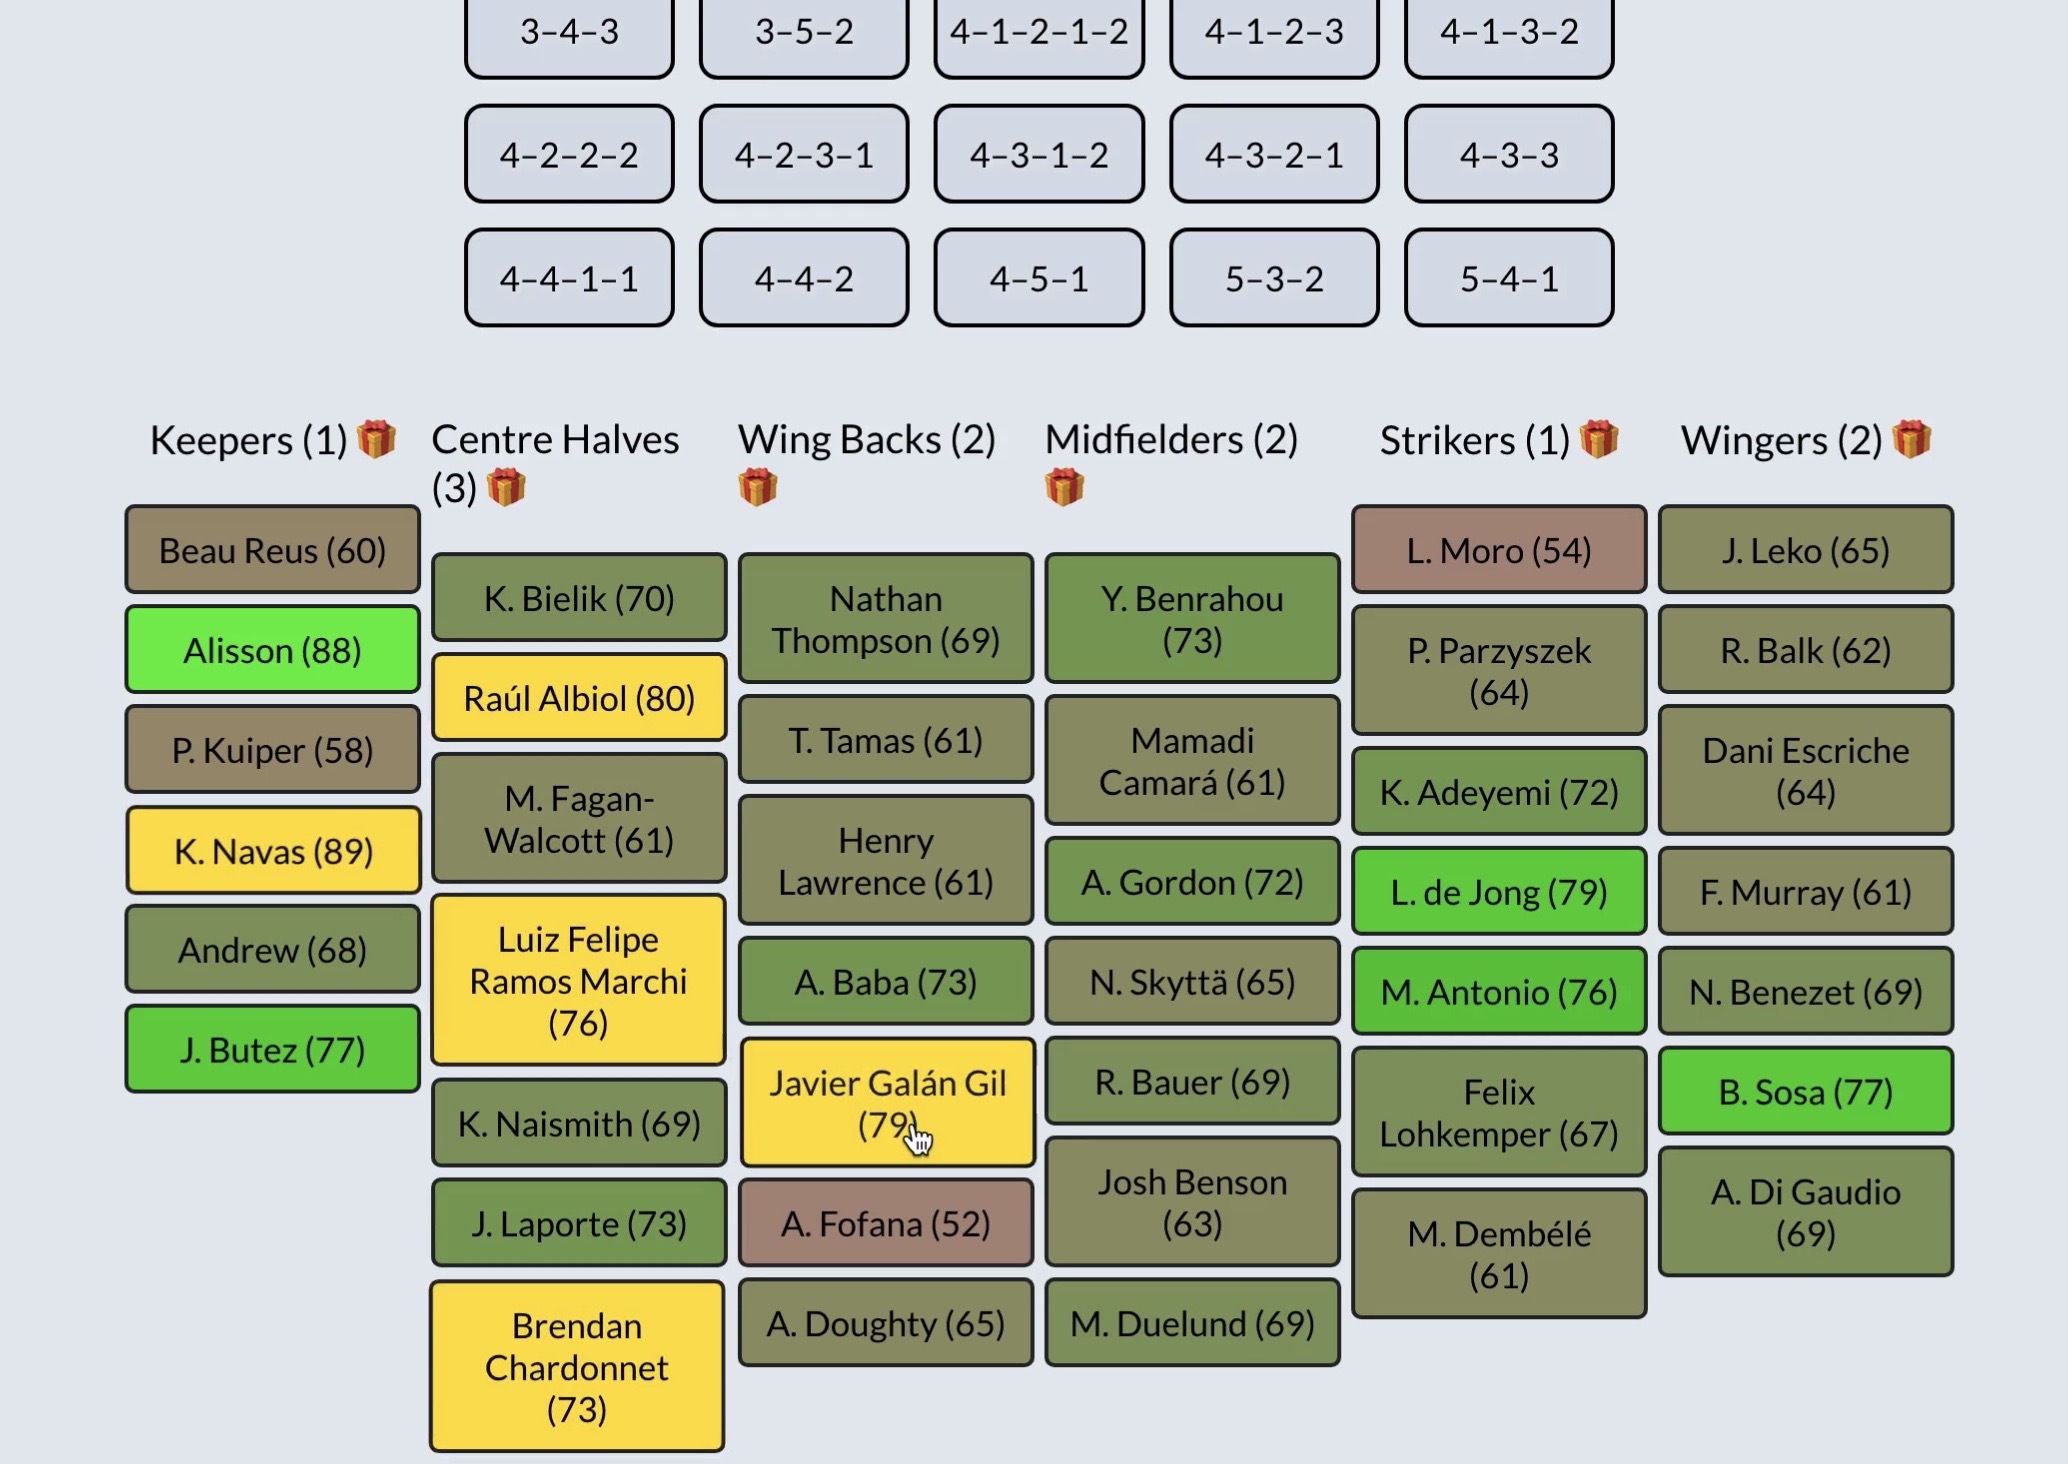 3–4–3
3–5–2
4–1–2–1–2
4–1–2–3
4–1–3–2
4–2–2–2
4–2–3–1
4–3–1–2
4–3–2–1
4–3–3
4–4–1–1
4–4–2
4–5–1
5–3–2
5–4–1
Keepers (1)
Beau Reus (60)
Alisson (88)
P. Kuiper (58)
K. Navas (89)
Andrew (68)
J. Butez (77)
Centre Halves
(3)
K. Bielik (70)
Raúl Albiol (80)
M. Fagan-
Walcott (61)
Luiz Felipe
Ramos Marchi
(76)
K. Naismith (69)
J. Laporte (73)
Brendan
Chardonnet
(73)
Wing Backs (2)
Nathan
Thompson (69)
T. Tamas (61)
Henry
Lawrence (61)
A. Baba (73)
Javier Galán Gil
(79)
A. Fofana (52)
A. Doughty (65)
Midfielders (2)
Y. Benrahou
(73)
Mamadi
Camará (61)
A. Gordon (72)
N. Skyttä (65)
R. Bauer (69)
Josh Benson
(63)
M. Duelund (69)
Strikers (1)
L. Moro (54)
P. Parzyszek
(64)
K. Adeyemi (72)
L. de Jong (79)
M. Antonio (76)
Felix
Lohkemper (67)
M. Dembélé
(61)
Wingers (2)
J. Leko (65)
R. Balk (62)
Dani Escriche
(64)
F. Murray (61)
N. Benezet (69)
B. Sosa (77)
A. Di Gaudio
(69)